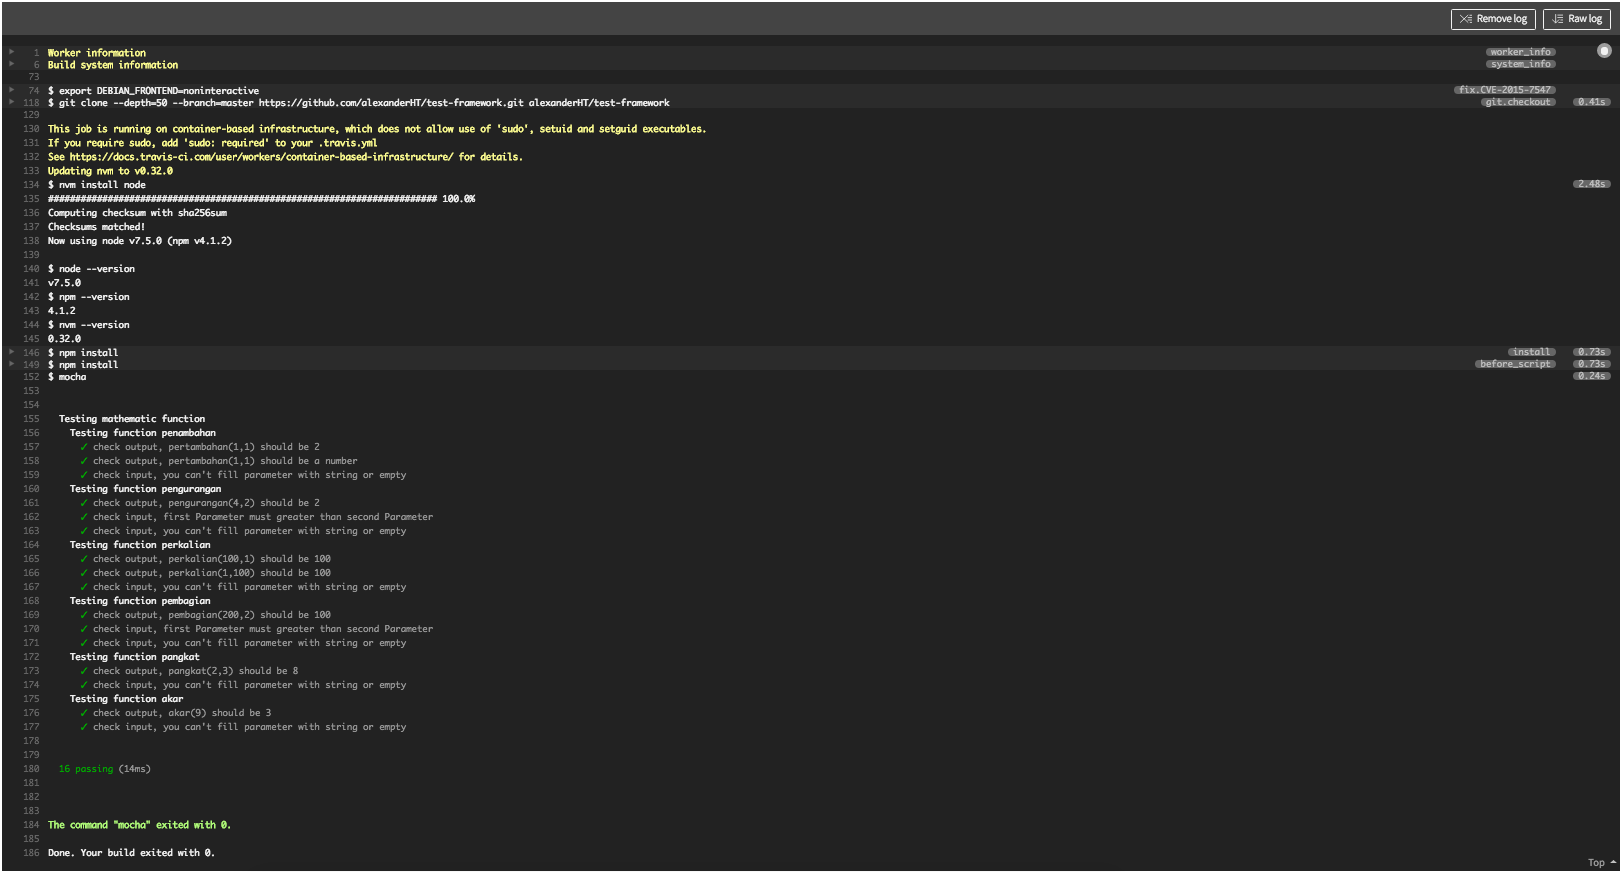 Remove log Raw log
1 Worker information worker_info
6 Build system information system_info
73
74 $ export DEBIAN_FRONTEND=noninteractive fix.CVE-2015-7547
118 $ git clone --depth=50 --branch=master https://github.com/alexanderHT/test-framework.git alexanderHT/test-framework git.checkout 0.41s
129
130 This job is running on container-based infrastructure, which does not allow use of 'sudo', setuid and setguid executables.
131 If you require sudo, add 'sudo: required' to your .travis.yml
132 See https://docs.travis-ci.com/user/workers/container-based-infrastructure/ for details.
133 Updating nvm to v0.32.0
134 $ nvm install node 2.48s
135 ######################################################################## 100.0%
136 Computing checksum with sha256sum
137 Checksums matched!
138 Now using node v7.5.0 (npm v4.1.2)
139
140 $ node --version
141 v7.5.0
142 $ npm --version
143 4.1.2
144 $ nvm --version
145 0.32.0
146 $ npm install install 0.73s
149 $ npm install before_script 0.73s
152 $ mocha 0.24s
153
154
155 Testing mathematic function
156 Testing function penambahan
157 ✓ check output, pertambahan(1,1) should be 2
158 ✓ check output, pertambahan(1,1) should be a number
159 ✓ check input, you can't fill parameter with string or empty
160 Testing function pengurangan
161 ✓ check output, pengurangan(4,2) should be 2
162 ✓ check input, first Parameter must greater than second Parameter
163 ✓ check input, you can't fill parameter with string or empty
164 Testing function perkalian
165 ✓ check output, perkalian(100,1) should be 100
166 ✓ check output, perkalian(1,100) should be 100
167 ✓ check input, you can't fill parameter with string or empty
168 Testing function pembagian
169 ✓ check output, pembagian(200,2) should be 100
170 ✓ check input, first Parameter must greater than second Parameter
171 ✓ check input, you can't fill parameter with string or empty
172 Testing function pangkat
173 ✓ check output, pangkat(2,3) should be 8
174 ✓ check input, you can't fill parameter with string or empty
175 Testing function akar
176 ✓ check output, akar(9) should be 3
177 ✓ check input, you can't fill parameter with string or empty
178
179
180 16 passing (14ms)
181
182
183
184 The command "mocha" exited with 0.
185
186 Done. Your build exited with 0.
Top